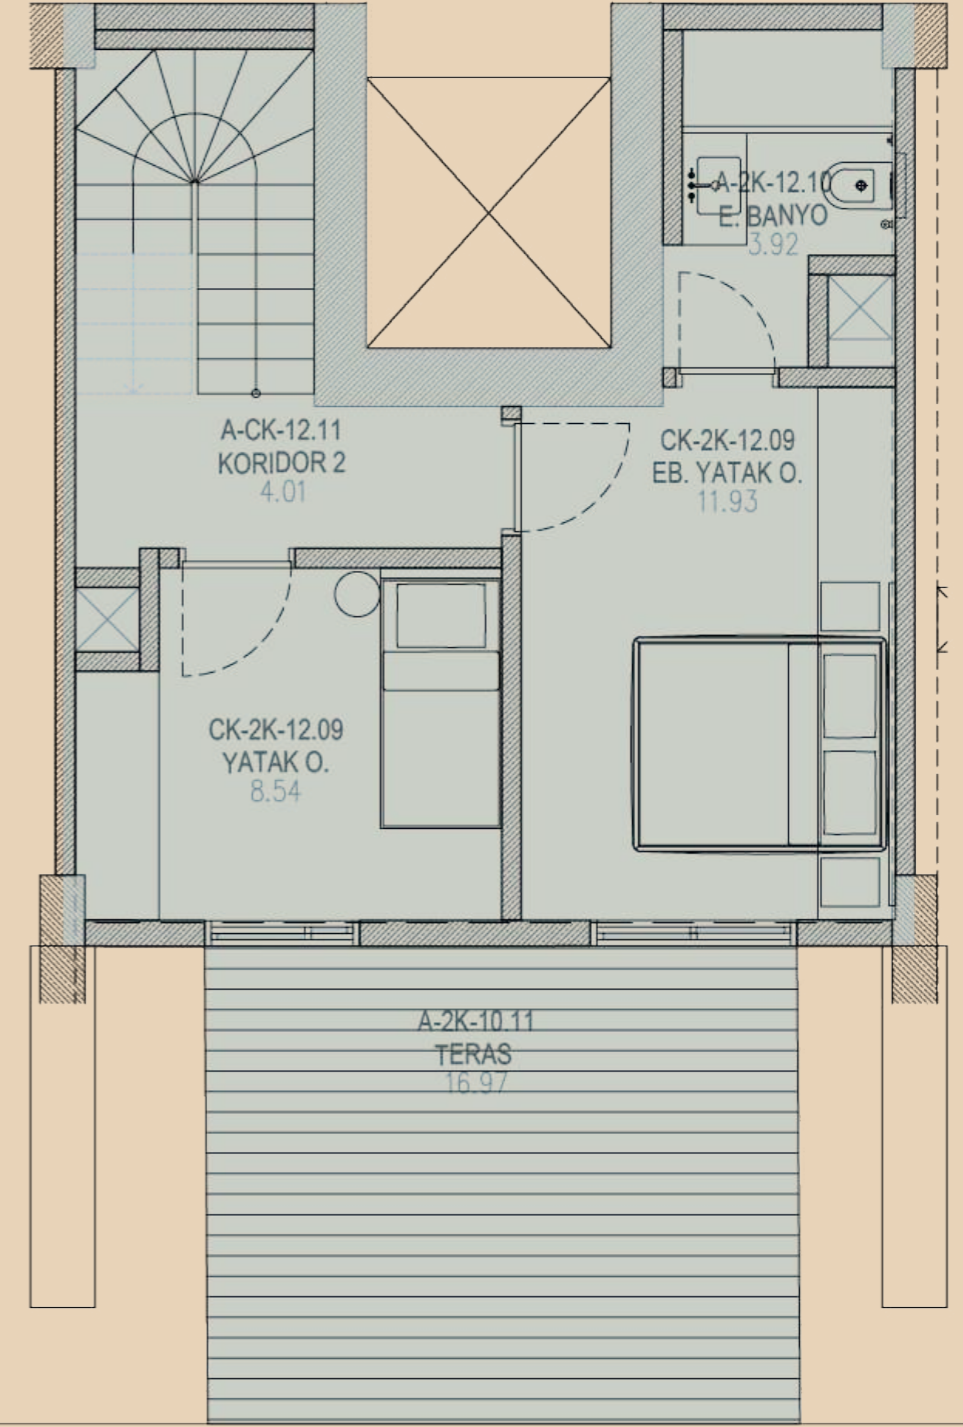 A-2K-12.10
E. BANYO
3.92
A-CK-12.11
KORIDOR 2
4.01
CK-2K-12.09
EB. YATAK O.
11.93
CK-2K-12.09
YATAK O.
8.54
A-2K-10.11
TERAS
16.97